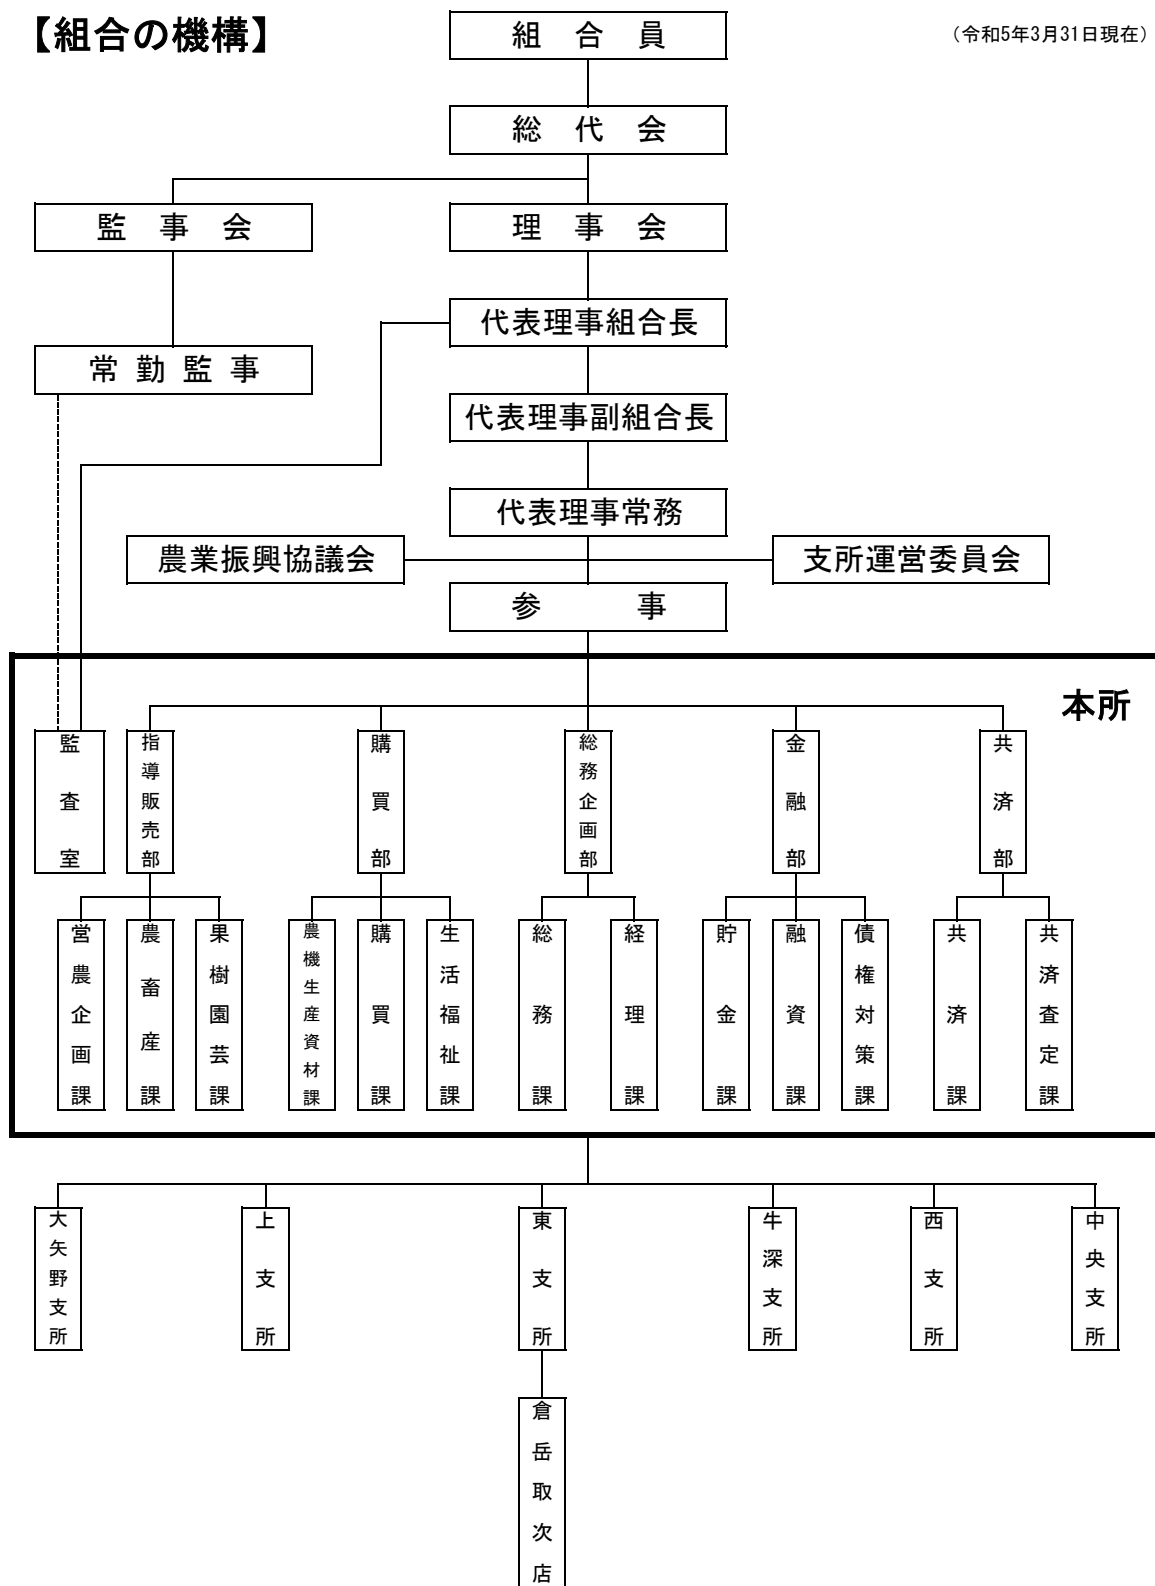 【組合の機構】
組合員
（令和5年3月31日現在）
総代会
監事会
理事会
代表理事組合長
常勤監事
代表理事副組合長
代表理事常務
農業振興協議会
支所運営委員会
参事
本所
監査室
指導販売部
購買部
総務企画部
金融部
共済部
営農企画課
農畜産課
果樹園芸課
農機生産資材課
購買課
生活福祉課
総務課
経理課
貯金課
融資課
債権対策課
共済課
共済査定課
大矢野支所
上支所
東支所
牛深支所
西支所
中央支所
倉岳取次店